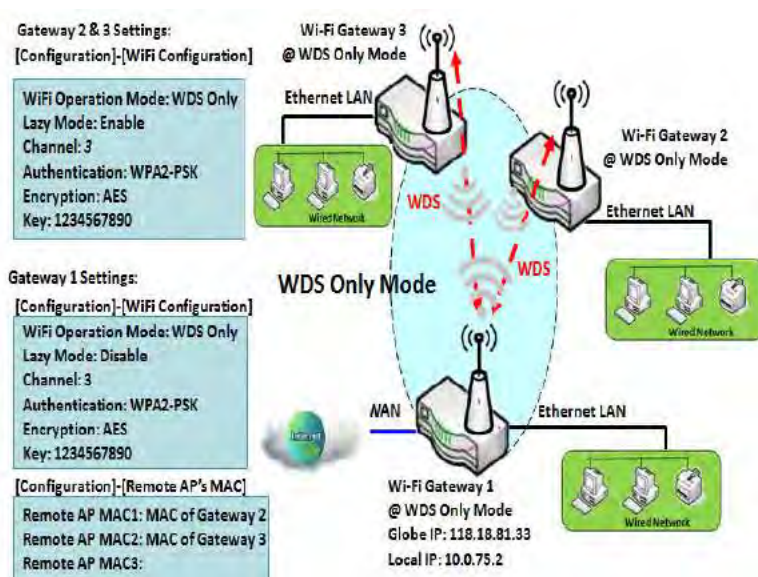 Gateway 2 & 3 Settings:
[Configuration]-[WiFi Configuration]
WiFi Operation Mode: WDS Only
Lazy Mode: Enable
Channel: 3
Authentication: WPA2-PSK
Encryption: AES
Key: 1234567890
Wi-Fi Gateway 3
@ WDS Only Mode
Ethernet LAN
Wired Network
Wi-Fi Gateway 2
@ WDS Only Mode
Ethernet LAN
Wired Network
WDS
WDS
WDS Only Mode
Gateway 1 Settings:
[Configuration]-[WiFi Configuration]
WiFi Operation Mode: WDS Only
Lazy Mode: Disable
Channel: 3
Authentication: WPA2-PSK
Encryption: AES
Key: 1234567890
[Configuration]-[Remote AP's MAC]
Remote AP MAC1: MAC of Gateway 2
Remote AP MAC2: MAC of Gateway 3
Remote AP MAC3:
Internet
WAN
Ethernet LAN
Wired Network
Wi-Fi Gateway 1
@ WDS Only Mode
Globe IP: 118.18.81.33
Local IP: 10.0.75.2